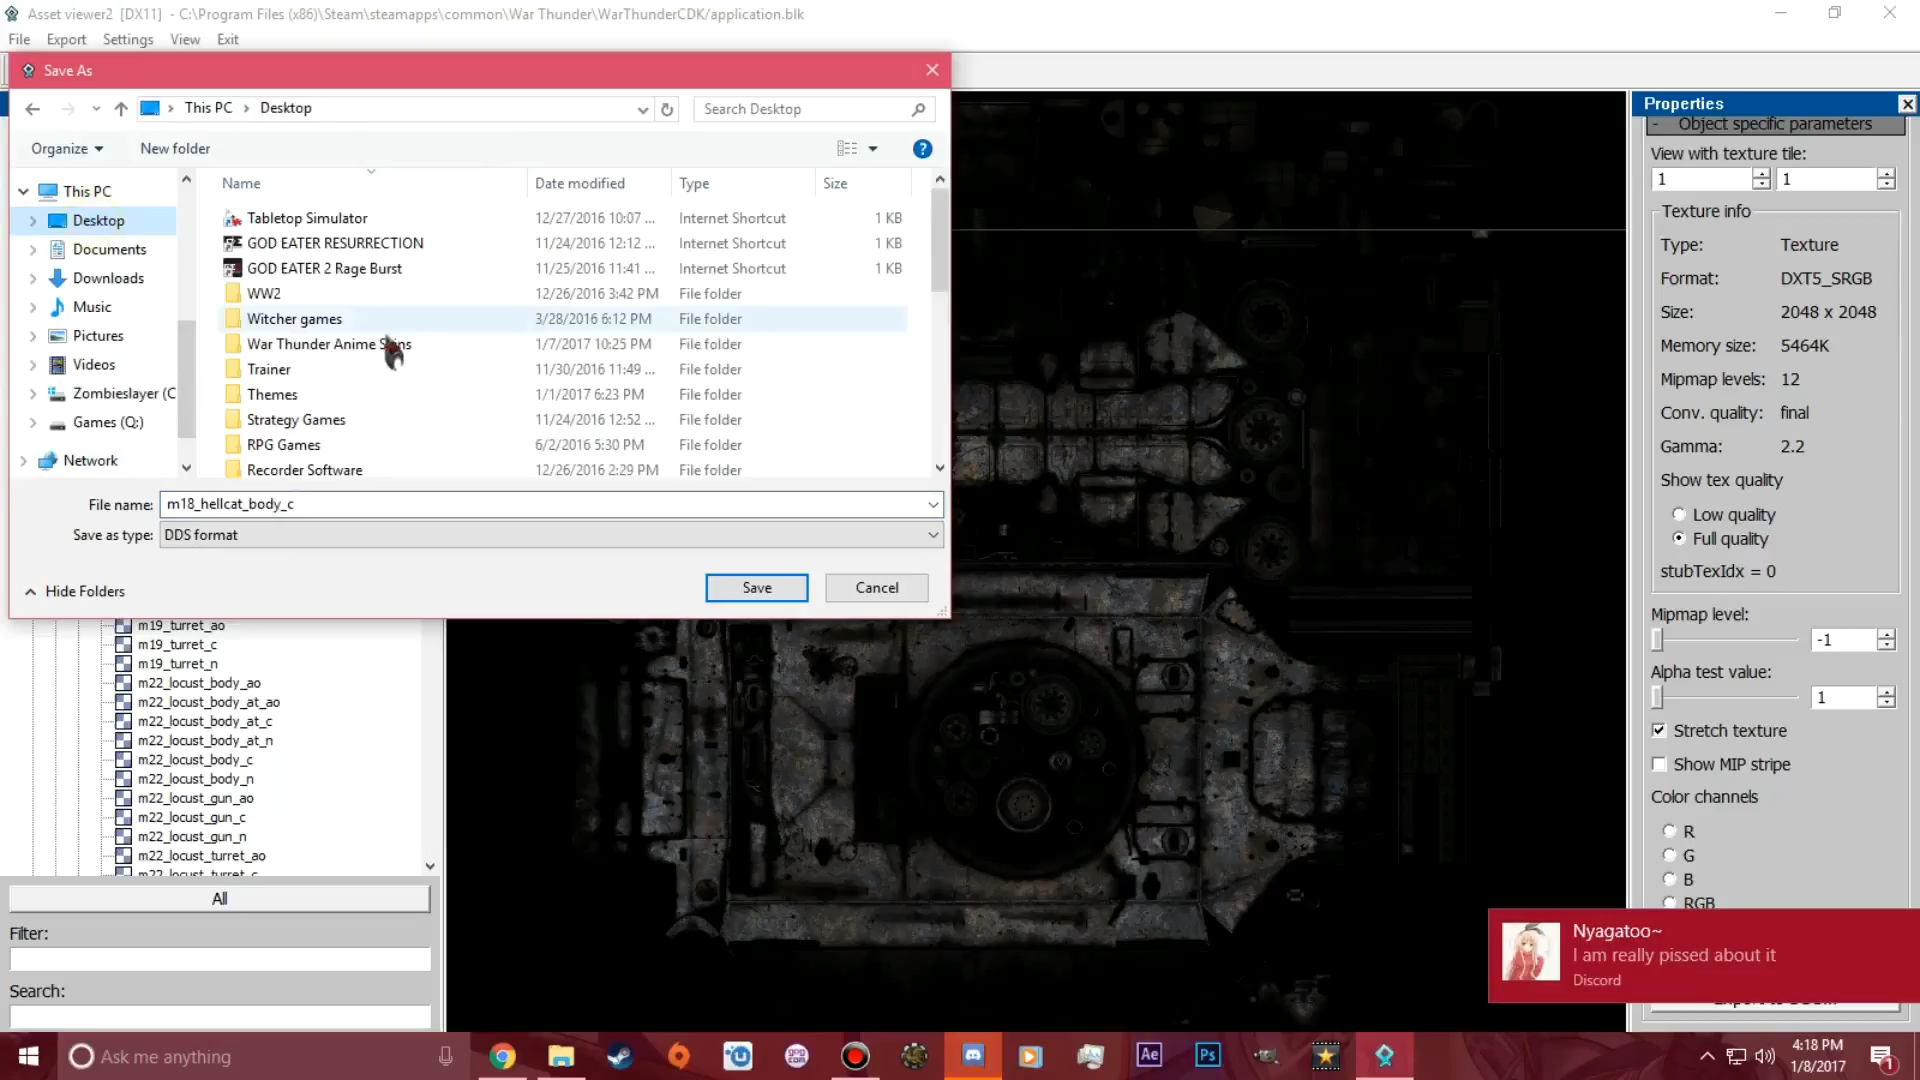 Asset viewer2 [DX11] - C:\Program Files (x86)\Steam\steamapps\common\War Thunder\WarThunderCDK/application.blk
File Export Settings View Exit
Save As
This PC > Desktop
Search Desktop
Organize New folder
This PC
Desktop
Documents
Downloads
Music
Pictures
Videos
Zombieslayer (C
Games (Q:)
Network
Name Date modified Type Size
Tabletop Simulator 12/27/2016 10:07 ... Internet Shortcut 1 KB
GOD EATER RESURRECTION 11/24/2016 12:12 ... Internet Shortcut 1 KB
GOD EATER 2 Rage Burst 11/25/2016 11:41 ... Internet Shortcut 1 KB
WW2 12/26/2016 3:42 PM File folder
Witcher games 3/28/2016 6:12 PM File folder
War Thunder Anime Skins 1/7/2017 10:25 PM File folder
Trainer 11/30/2016 11:49 ... File folder
Themes 1/1/2017 6:23 PM File folder
Strategy Games 11/24/2016 12:52 ... File folder
RPG Games 6/2/2016 5:30 PM File folder
Recorder Software 12/26/2016 2:29 PM File folder
File name: m18_hellcat_body_c
Save as type: DDS format
Hide Folders
Save Cancel
m19_turret_ao
m19_turret_c
m19_turret_n
m22_locust_body_ao
m22_locust_body_at_ao
m22_locust_body_at_c
m22_locust_body_at_n
m22_locust_body_c
m22_locust_body_n
m22_locust_gun_ao
m22_locust_gun_c
m22_locust_gun_n
m22_locust_turret_ao
m22_locust_turret_c
All
Filter:
Search:
Properties
- Object specific parameters
View with texture tile:
1 1
Texture info
Type: Texture
Format: DXT5_SRGB
Size: 2048 x 2048
Memory size: 5464K
Mipmap levels: 12
Conv. quality: final
Gamma: 2.2
Show tex quality
Low quality
Full quality
stubTexIdx = 0
Mipmap level:
-1
Alpha test value:
1
Stretch texture
Show MIP stripe
Color channels
R
G
B
RGB
Nyagatoo~
I am really pissed about it
Discord
Ask me anything
gog.com
Ae
Ps
4:18 PM
1/8/2017
1